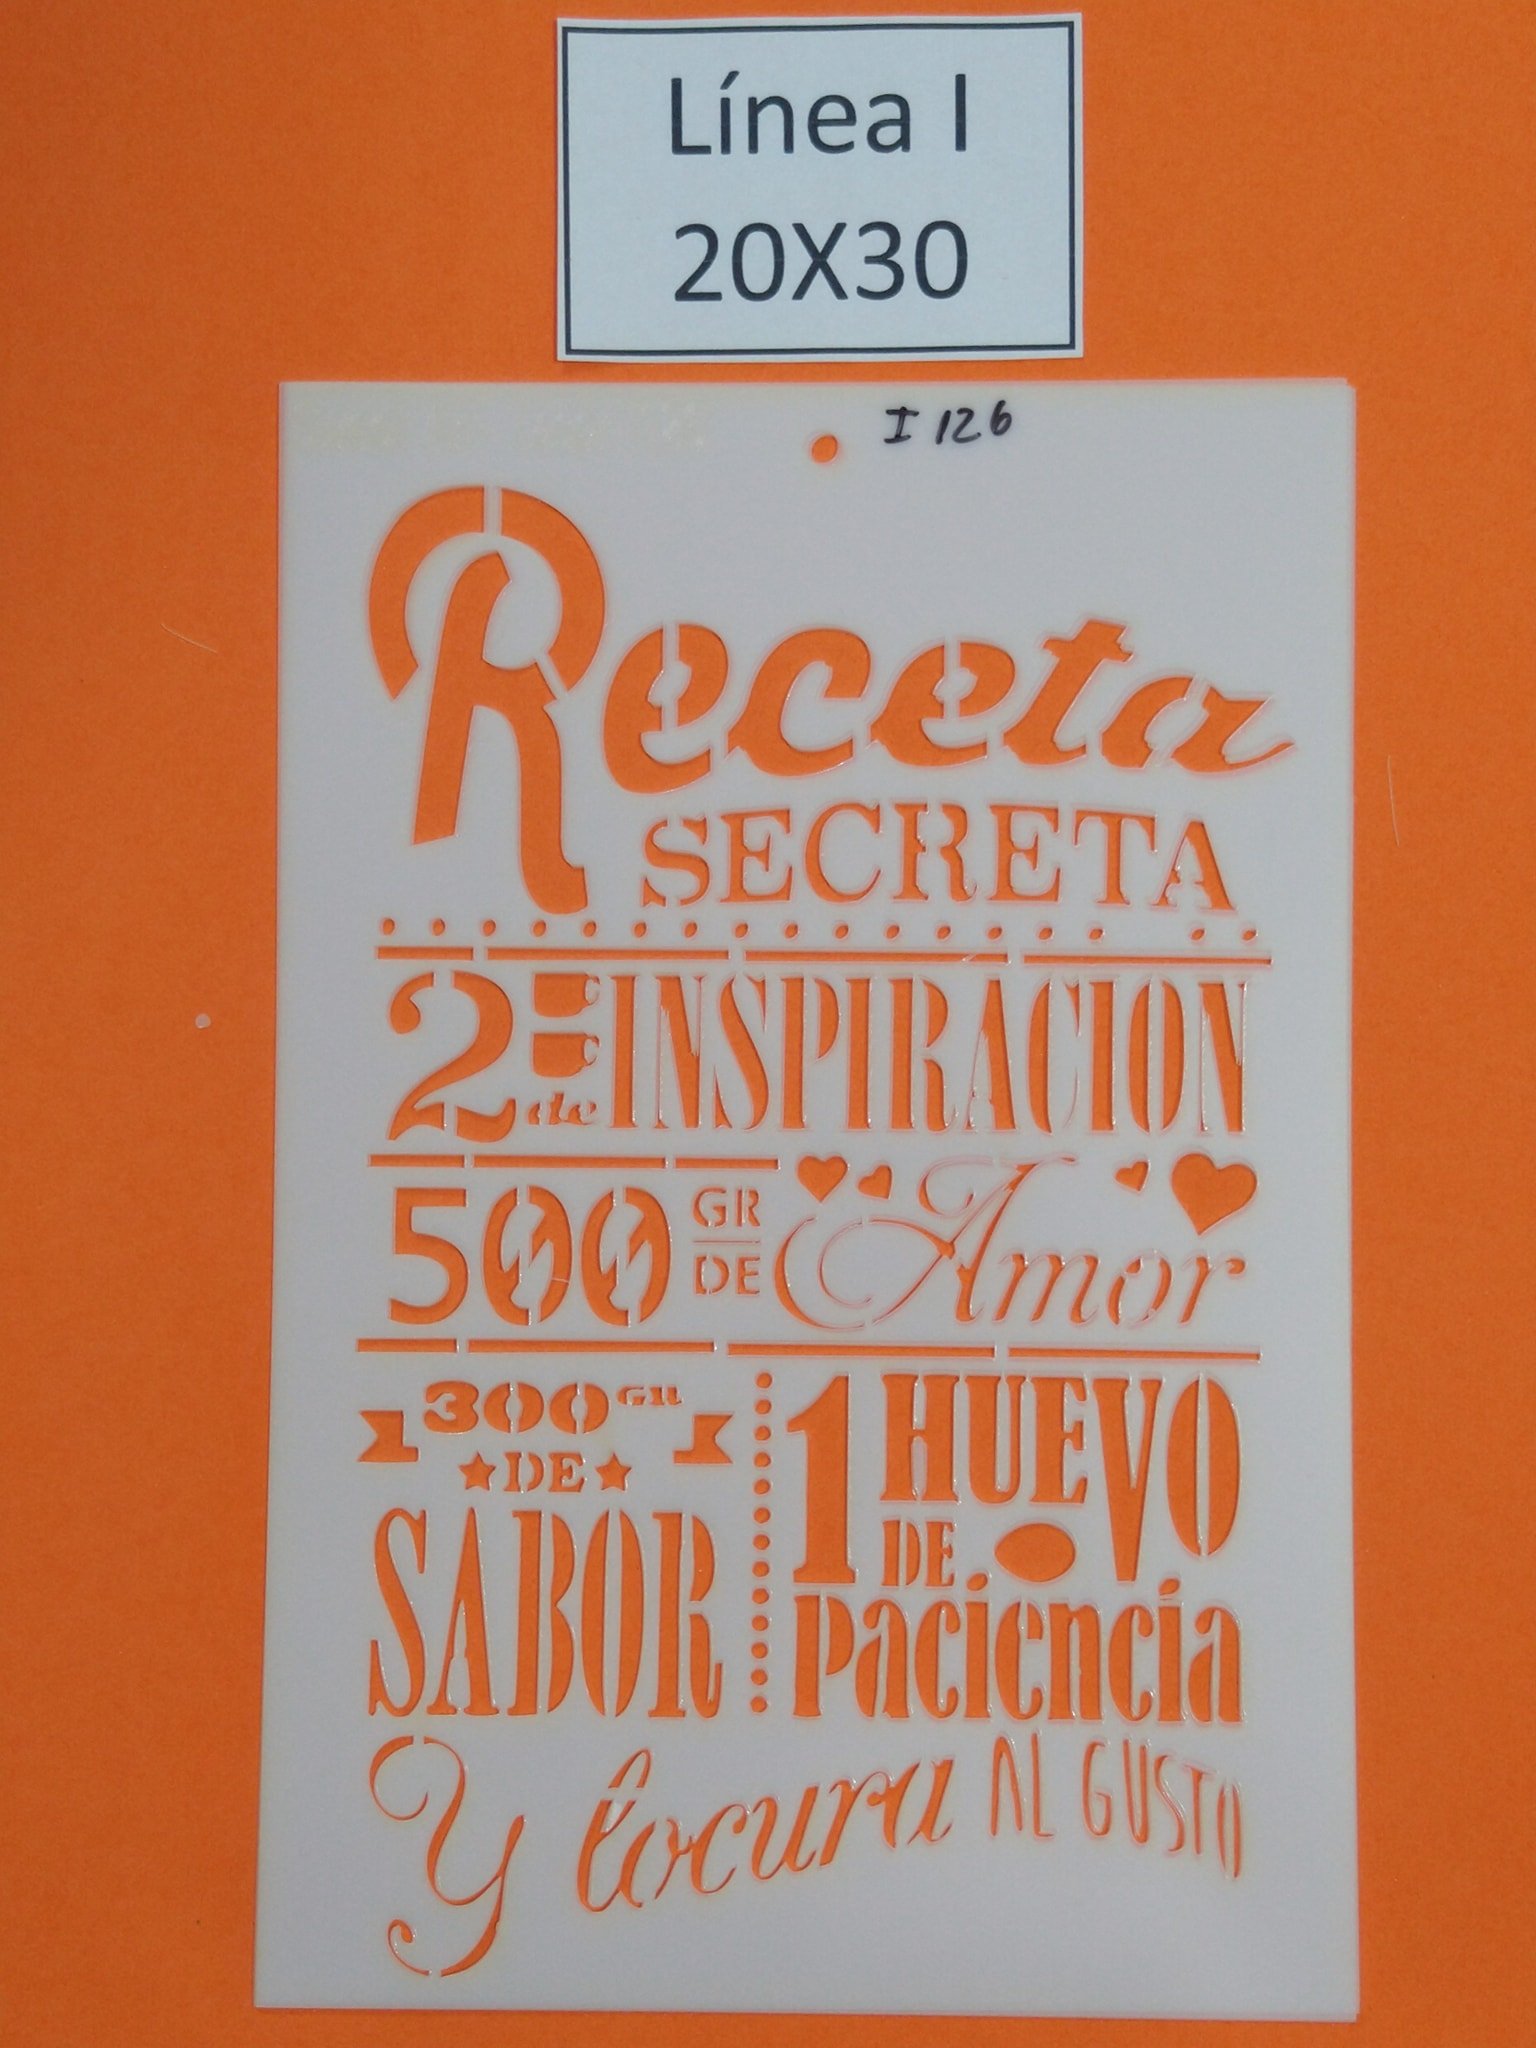 Línea I
20X30
I 126
Receta
SECRETA
2 de INSPIRACION
500 GR DE Amor
300 GR
DE
SABOR
1 HUEVO
DE
Paciencia
Y locura AL GUSTO